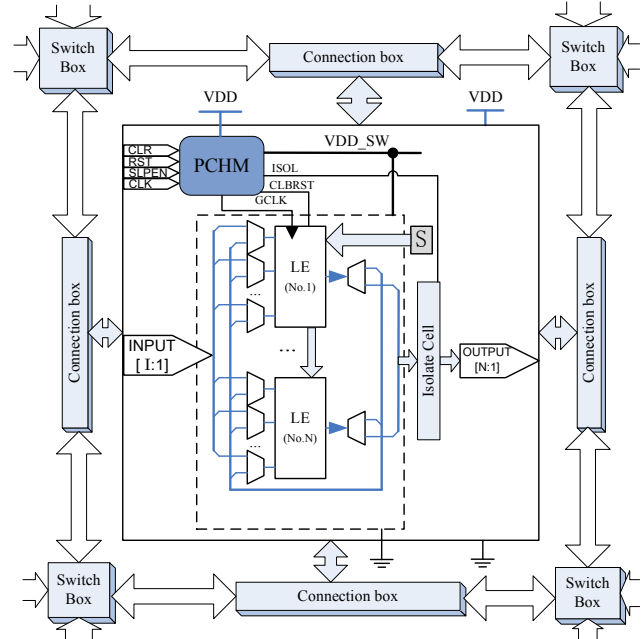 Switch
Box
Connection box
Switch
Box
VDD
VDD
CLR
RST
SLPEN
CLK
PCHM
VDD_SW
ISOL
CLBRST
GCLK
S
LE
(No.1)
...
...
INPUT
[ I:1]
OUTPUT
[N:1]
Isolate Cell
Connection box
Connection box
LE
(No.N)
...
Switch
Box
Connection box
Switch
Box